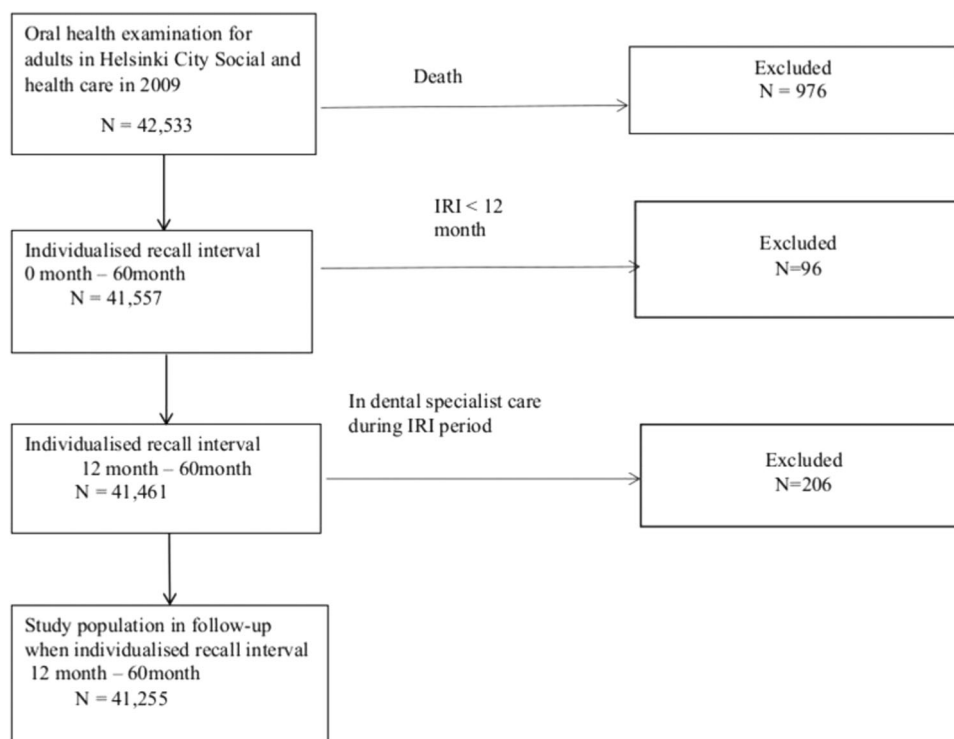 Oral health examination for
adults in Helsinki City Social and
health care in 2009
N = 42,533
Death
Excluded
N = 976
IRI < 12
month
Individualised recall interval
0 month – 60month
N = 41,557
Excluded
N=96
In dental specialist care
during IRI period
Individualised recall interval
12 month – 60month
N = 41,461
Excluded
N=206
Study population in follow-up
when individualised recall interval
12 month – 60month
N = 41,255